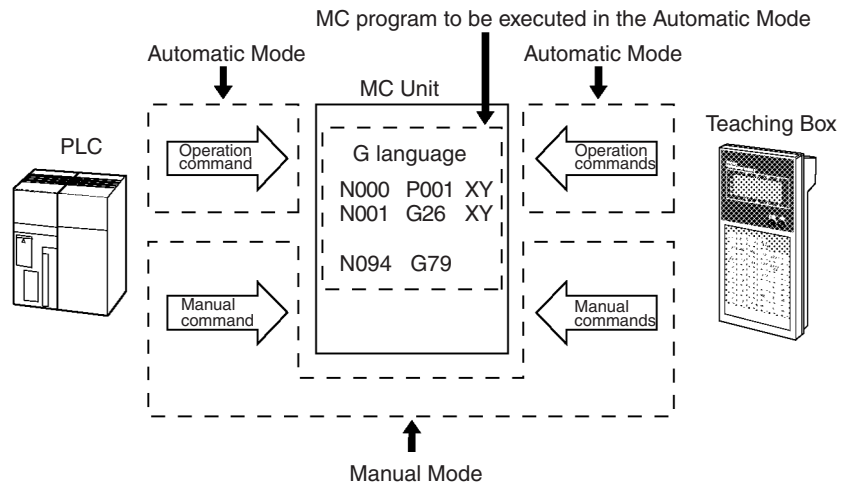 MC program to be executed in the Automatic Mode
Automatic Mode
Automatic Mode
MC Unit
Teaching Box
PLC
Operation
command
G language
Operation
commands
N000 P001 XY
N001 G26 XY
N094 G79
Manual
command
Manual
commands
Manual Mode